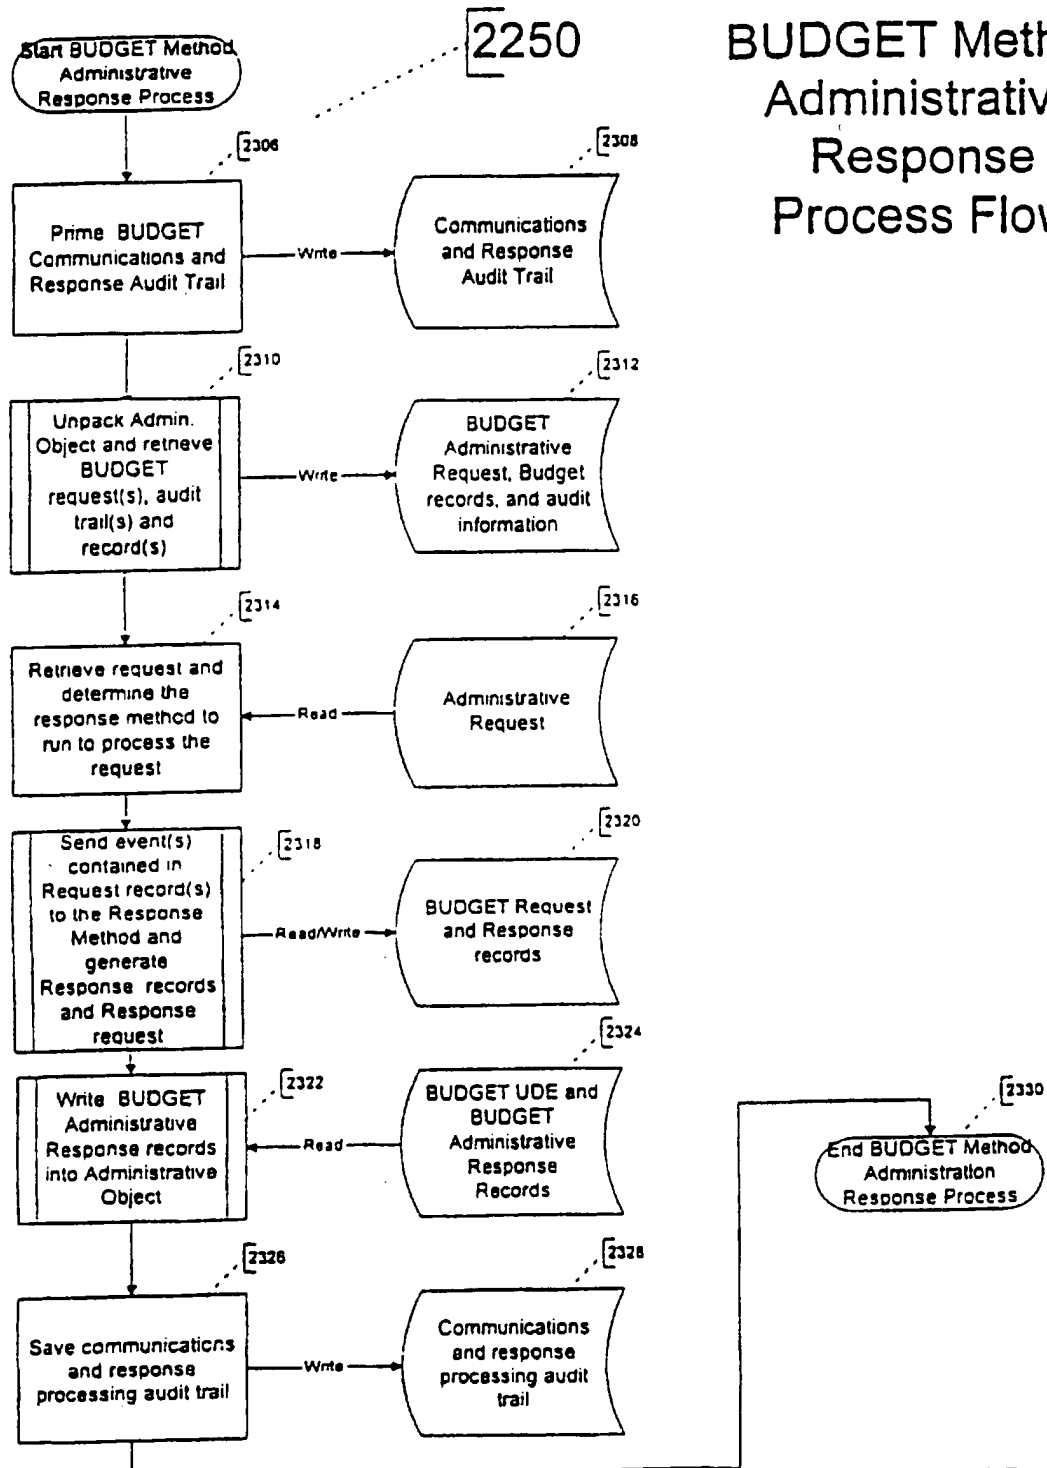 2250
BUDGET Meth
Administrativ
Response
Process Flow
Start BUDGET Method
Administrative
Response Process
2306
Prime BUDGET
Communications and
Response Audit Trail
Write
2308
Communications
and Response
Audit Trail
2310
Unpack Admin.
Object and retrieve
BUDGET
request(s), audit
trail(s) and
record(s)
Write
2312
BUDGET
Administrative
Request, Budget
records, and audit
information
2314
Retrieve request and
determine the
response method to
run to process the
request
Read
2316
Administrative
Request
2318
Send event(s)
contained in
Request record(s)
to the Response
Method and
generate
Response records
and Response
request
Read/Write
2320
BUDGET Request
and Response
records
2322
Write BUDGET
Administrative
Response records
into Administrative
Object
Read
2324
BUDGET UDE and
BUDGET
Administrative
Response
Records
2326
Save communications
and response
processing audit trail
Write
2328
Communications
and response
processing audit
trail
2330
End BUDGET Method
Administration
Response Process